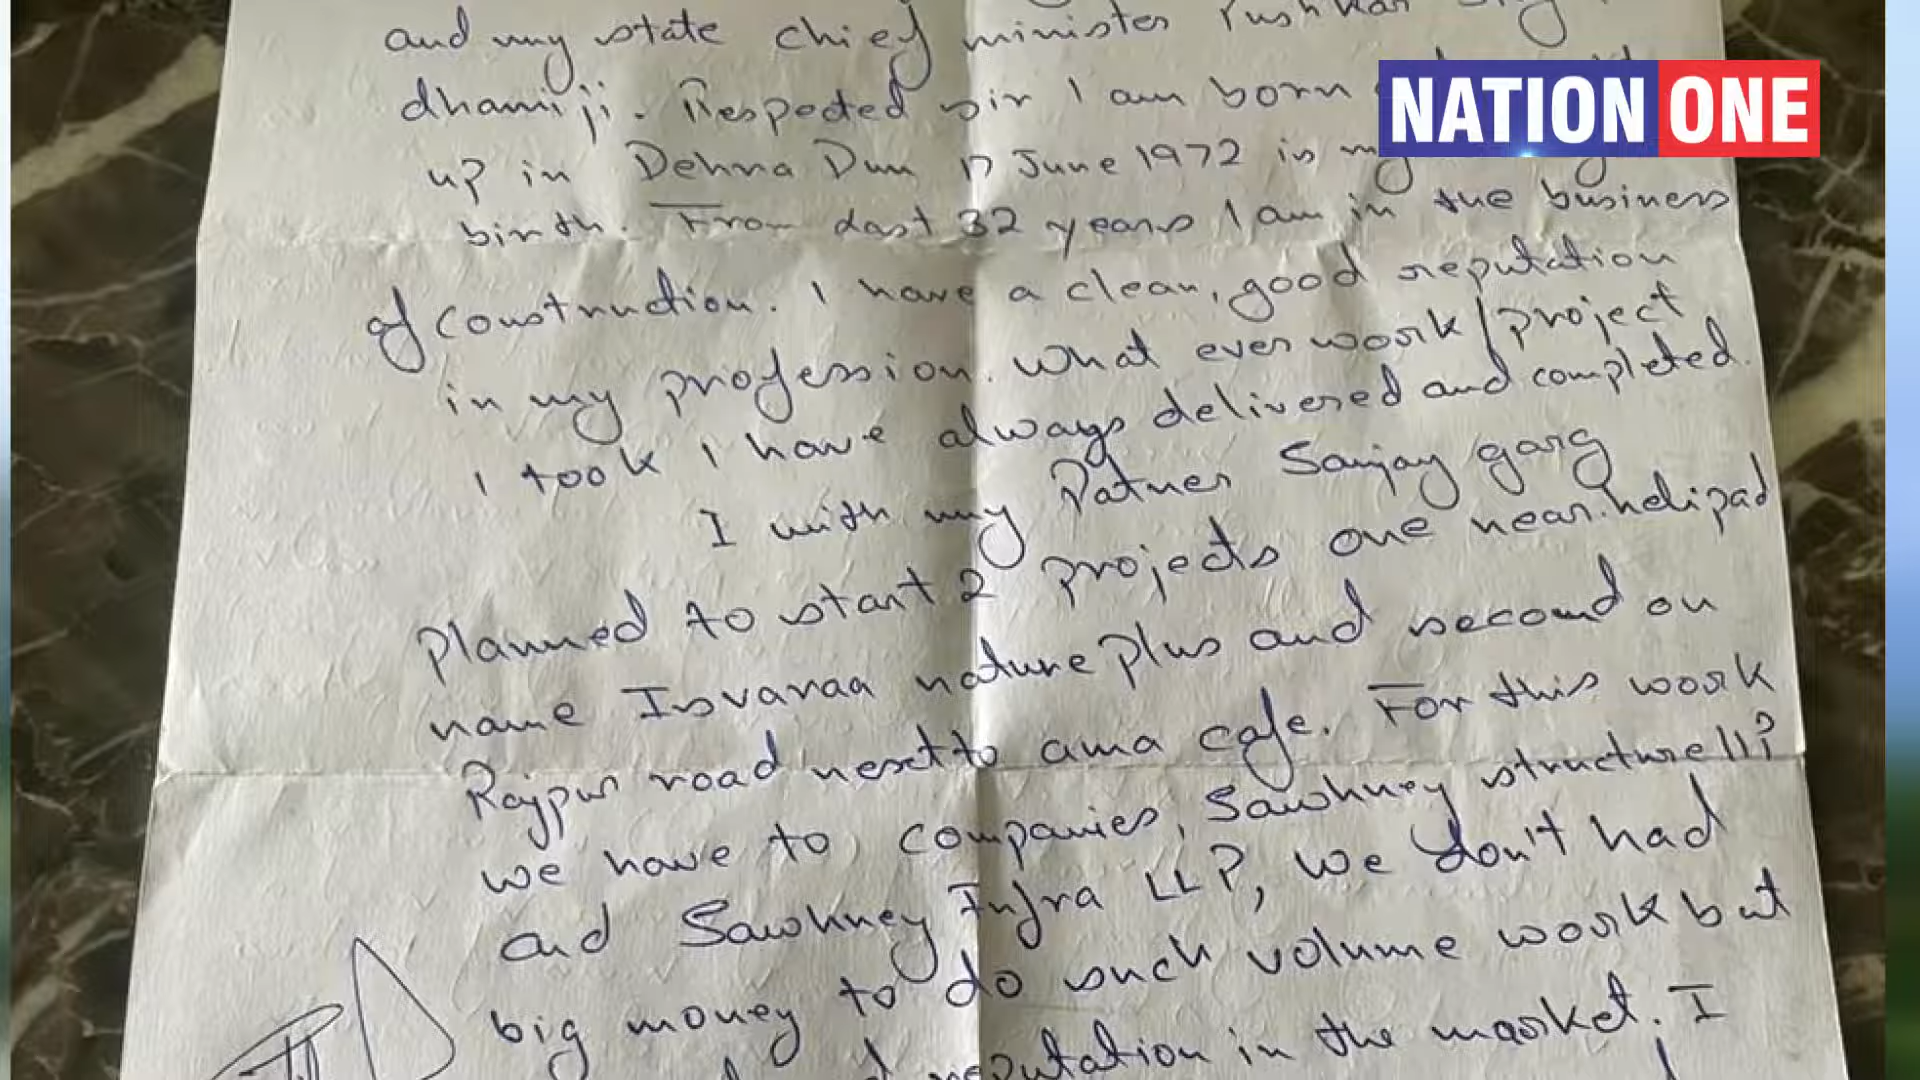 and my state chief minister Pushkar Sing
dhami ji. Respected sir I am born
NATION ONE
up in Dehra Dun 17 June 1972 is my
birth. From last 32 years I am in the business
of construction. I have a clean, good reputation
in my profession. What ever work/project
I took I have always delivered and completed.
I with my Patner Sanjay garg
Planned to start 2 projects one near helipad
name Isvaraa nature plus and second on
Rajpur road next to ama cafe. For this work
we have to companies, Sawhney structure
and Sawhney Infra LLP, We don't had
big money to do such volume work but
reputation in the market. I